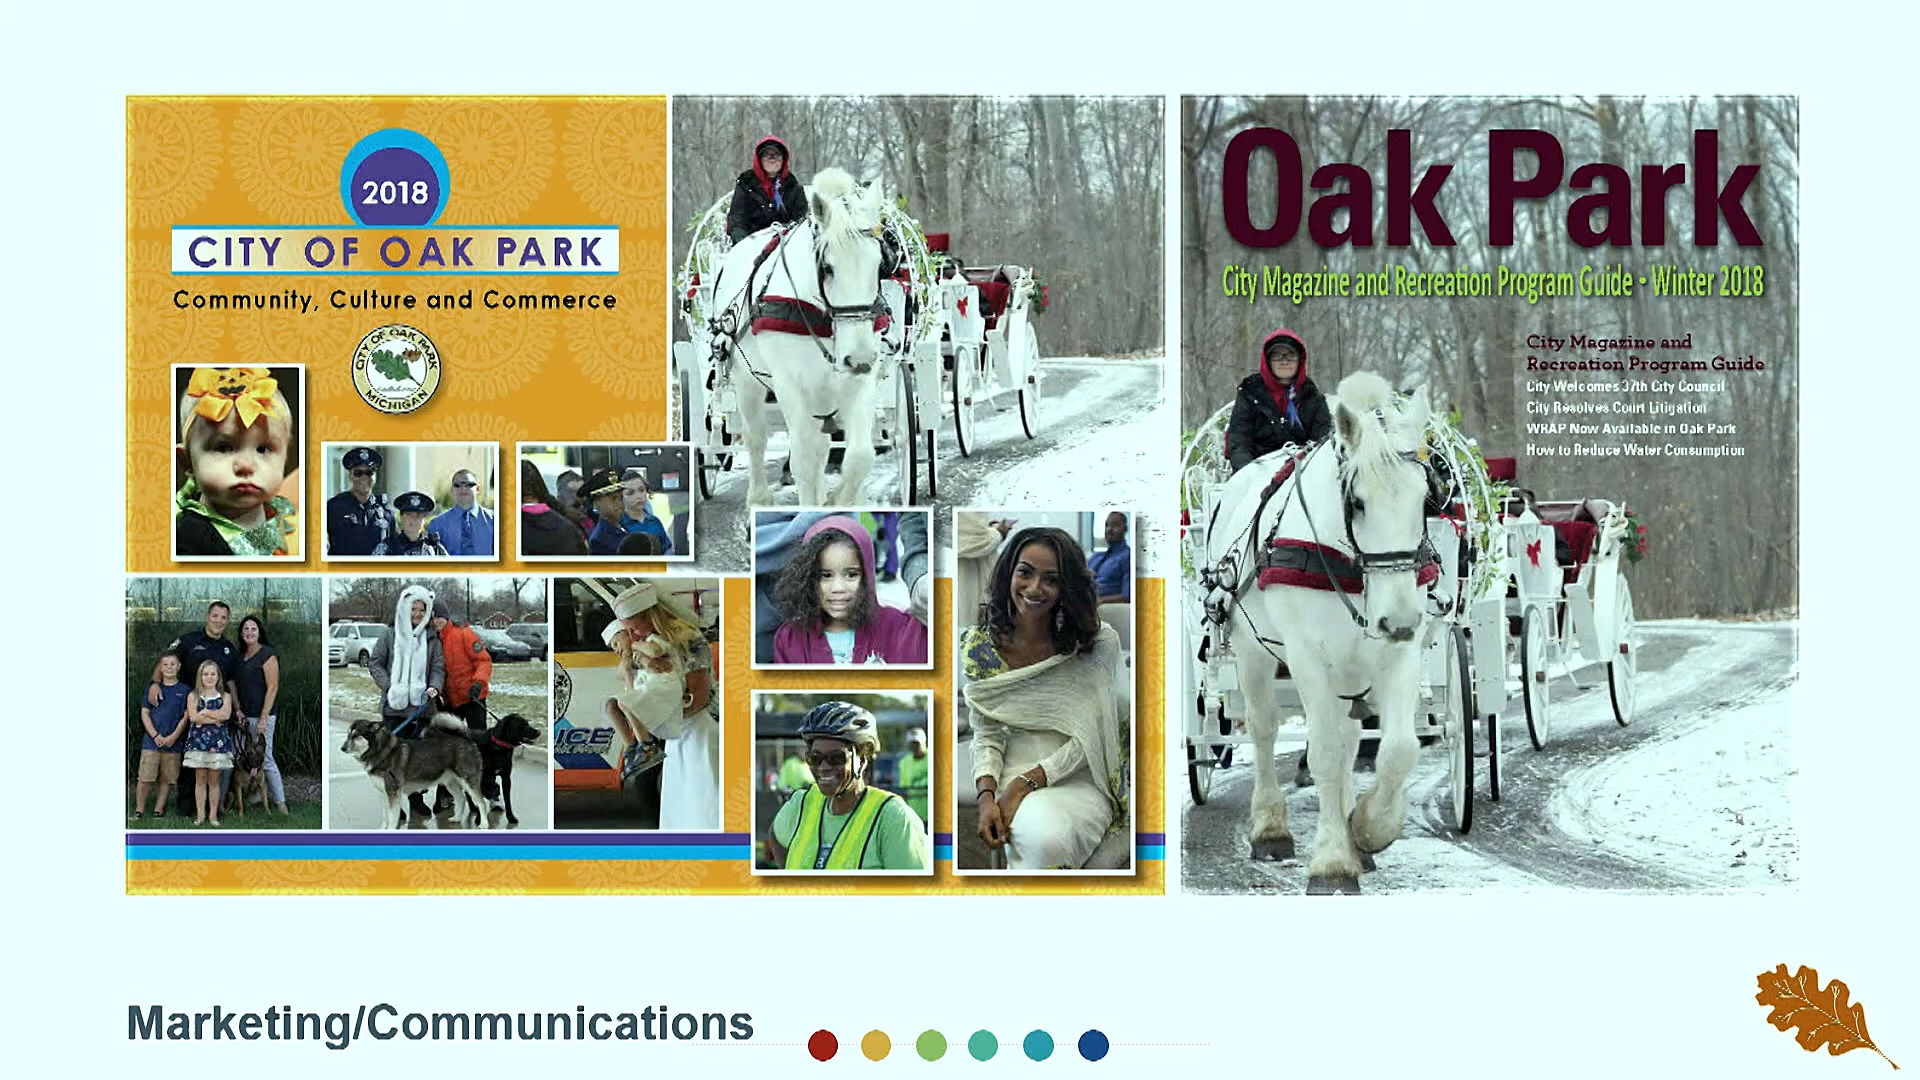 2018
CITY OF OAK PARK
Community, Culture and Commerce
CITY OF OAK PARK
MICHIGAN
ICE
Oak Park
City Magazine and Recreation Program Guide • Winter 2018
City Magazine and
Recreation Program Guide
City Welcomes 37th City Council
City Resolves Court Litigation
WRAP Now Available in Oak Park
How to Reduce Water Consumption
Marketing/Communications